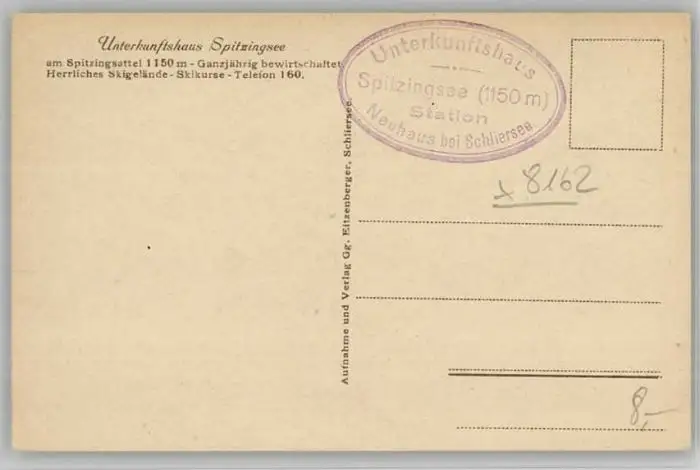 Unterkunftshaus Spitzingsee
am Spitzingsattel 1150 m - Ganzjährig bewirtschaftet
Herrliches Skigelände - Skikurse - Telefon 160.
Unterkunftshaus
Spitzingsee (1150 m)
Station
Neuhaus bei Schliersee.
x 8162
Aufnahme und Verlag Gg. Eitzenberger, Schliersee.
8,-